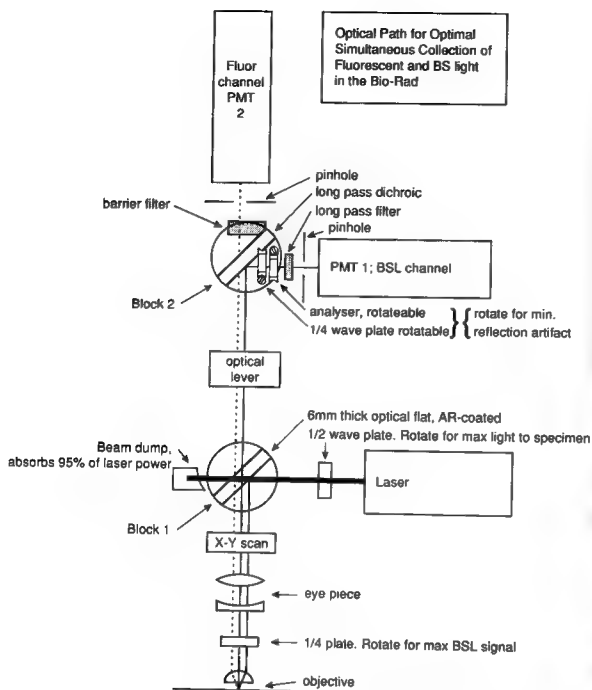 Optical Path for Optimal
Simultaneous Collection of
Fluorescent and BS light
in the Bio-Rad
Fluor
channel
PMT
2
pinhole
long pass dichroic
barrier filter
long pass filter
pinhole
PMT 1; BSL channel
Block 2
analyser, rotateable
1/4 wave plate rotatable
rotate for min.
reflection artifact
optical
lever
6mm thick optical flat, AR-coated
1/2 wave plate. Rotate for max light to specimen
Beam dump,
absorbs 95% of laser power
Laser
Block 1
X-Y scan
eye piece
1/4 plate. Rotate for max BSL signal
objective